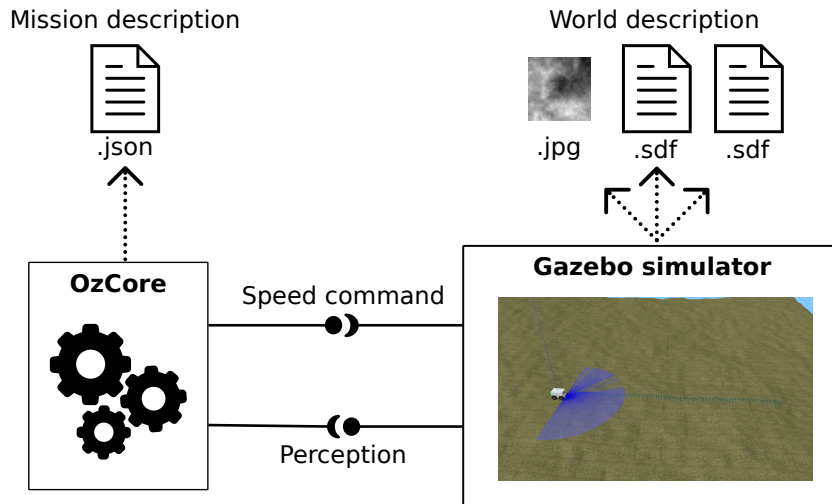 Mission description
World description
.json
.jpg
.sdf
.sdf
OzCore
Gazebo simulator
Speed command
Perception